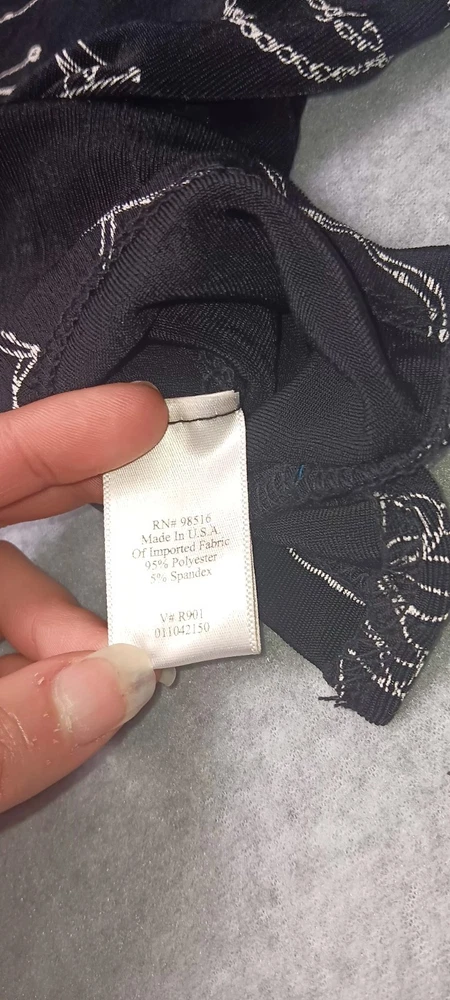 RN# 98516
Made In U.S.A
Of Imported Fabric
95% Polyester
5% Spandex
V# R901
011042150